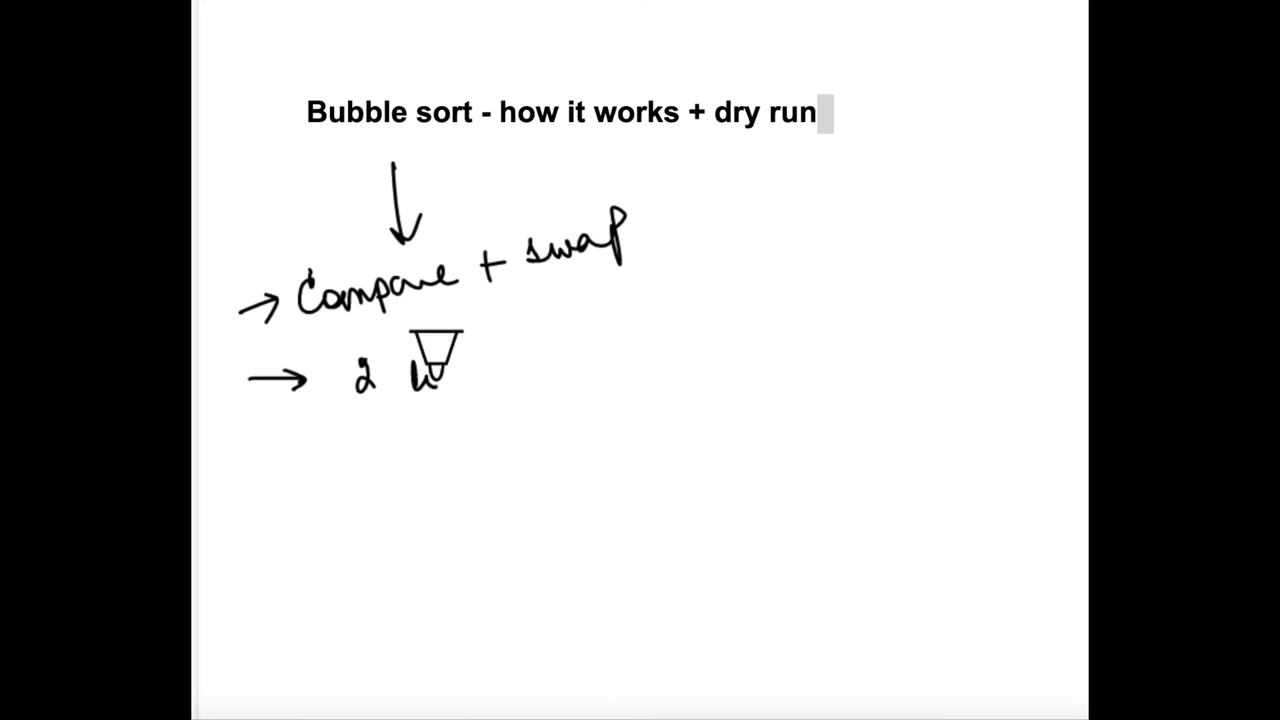 Bubble sort - how it works + dry run
→ Compare + swap
→ 2